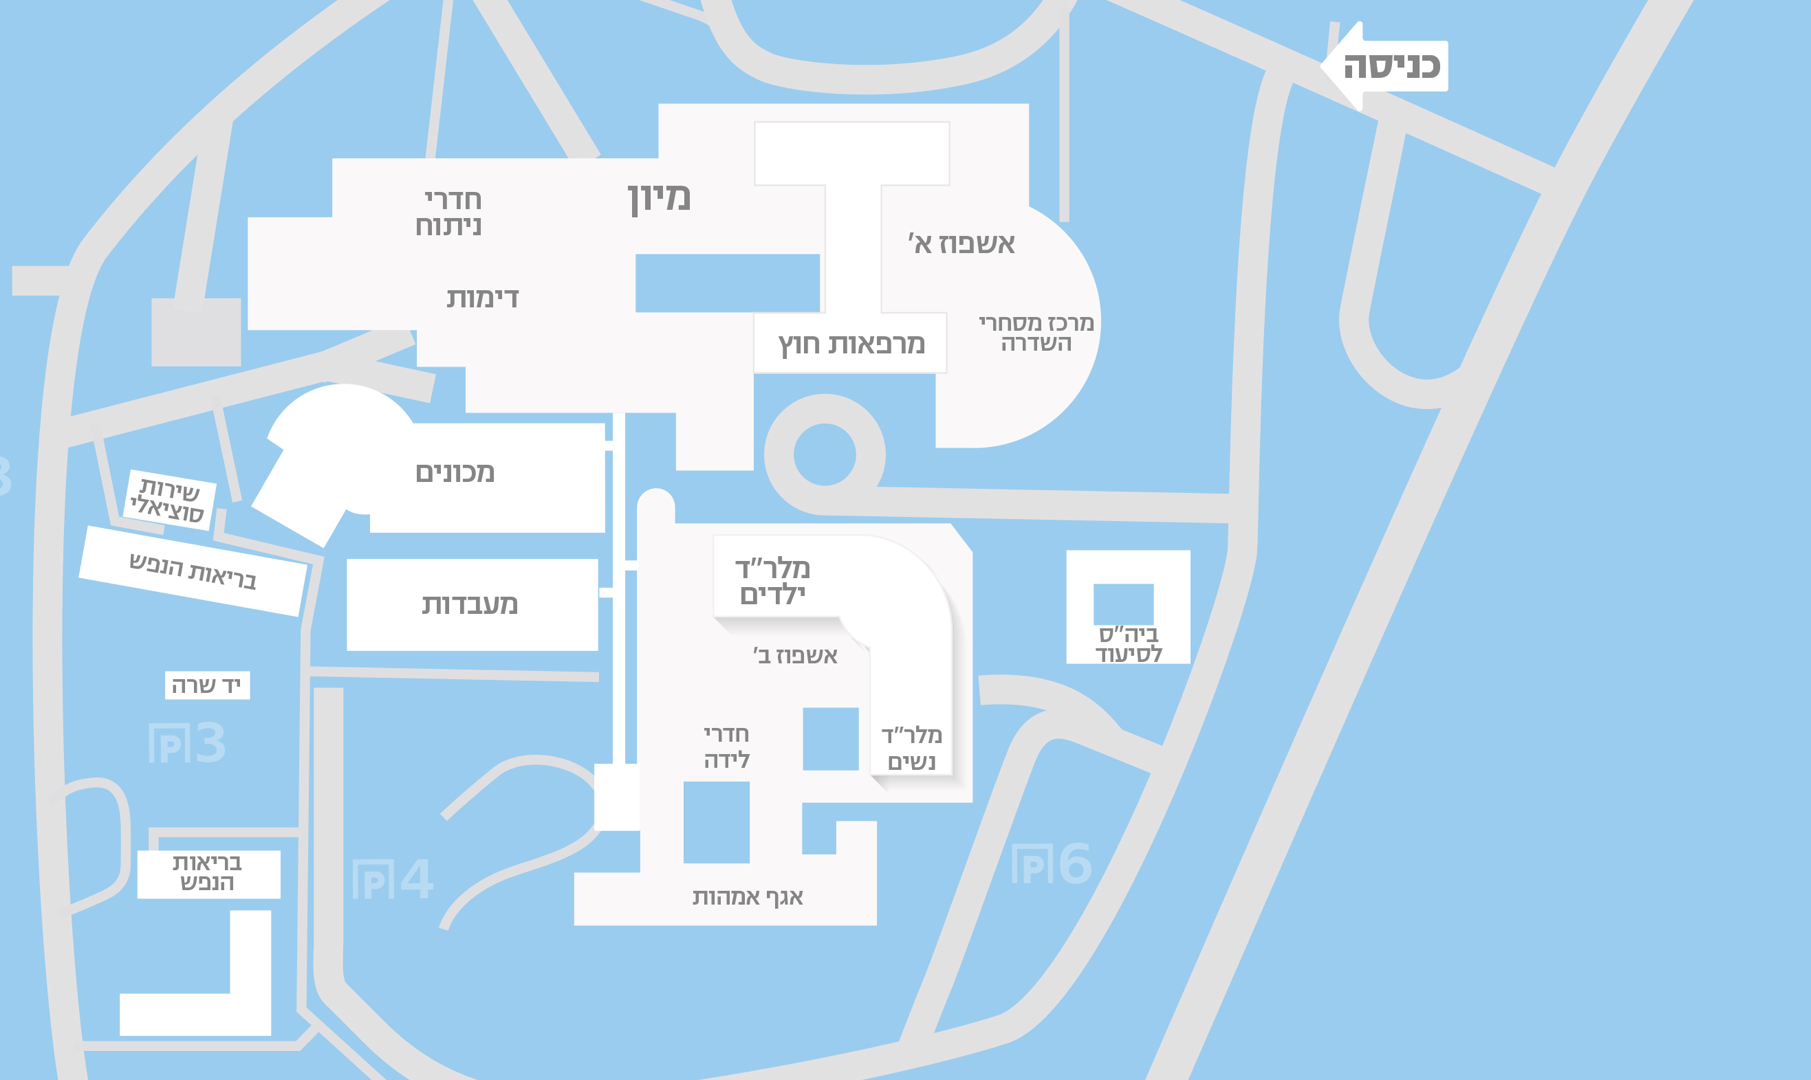 כניסה
חדרי
ניתוח
מיון
אשפוז א'
דימות
מרכז מסחרי
השדרה
מרפאות חוץ
מכונים
שירות
סוציאלי
בריאות הנפש
מלר"ד
ילדים
מעבדות
ביה"ס
לסיעוד
אשפוז ב'
יד שרה
P3
חדרי
לידה
מלר"ד
נשים
בריאות
הנפש
P4
P6
אגף אמהות